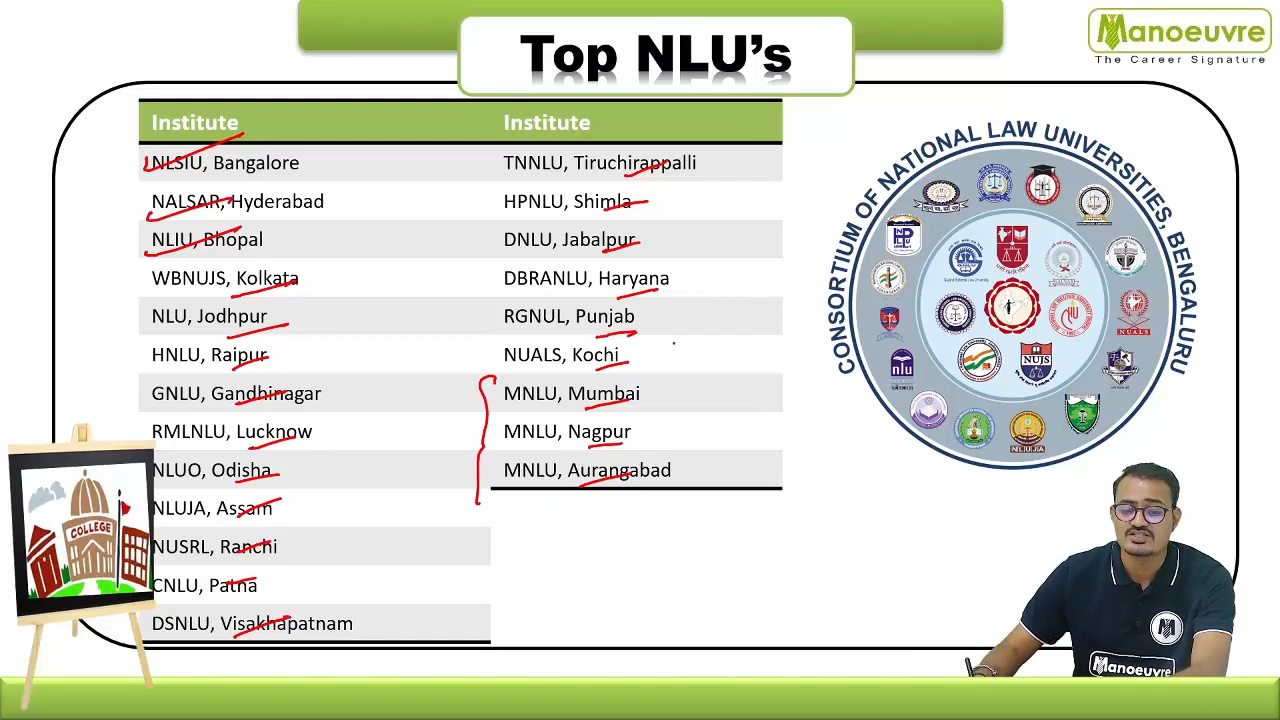 Top NLU's
Manoeuvre
The Career Signature
Institute
NLSIU, Bangalore
NALSAR, Hyderabad
NLIU, Bhopal
WBNUJS, Kolkata
NLU, Jodhpur
HNLU, Raipur
GNLU, Gandhinagar
RMLNLU, Lucknow
NLUO, Odisha
NLUJA, Assam
NUSRL, Ranchi
CNLU, Patna
DSNLU, Visakhapatnam
Institute
TNNLU, Tiruchirappalli
HPNLU, Shimla
DNLU, Jabalpur
DBRANLU, Haryana
RGNUL, Punjab
NUALS, Kochi
MNLU, Mumbai
MNLU, Nagpur
MNLU, Aurangabad
CONSORTIUM OF NATIONAL LAW UNIVERSITIES, BENGALURU
NUALS
NUJS
nlu
NLUJA
COLLEGE
Manoeuvre